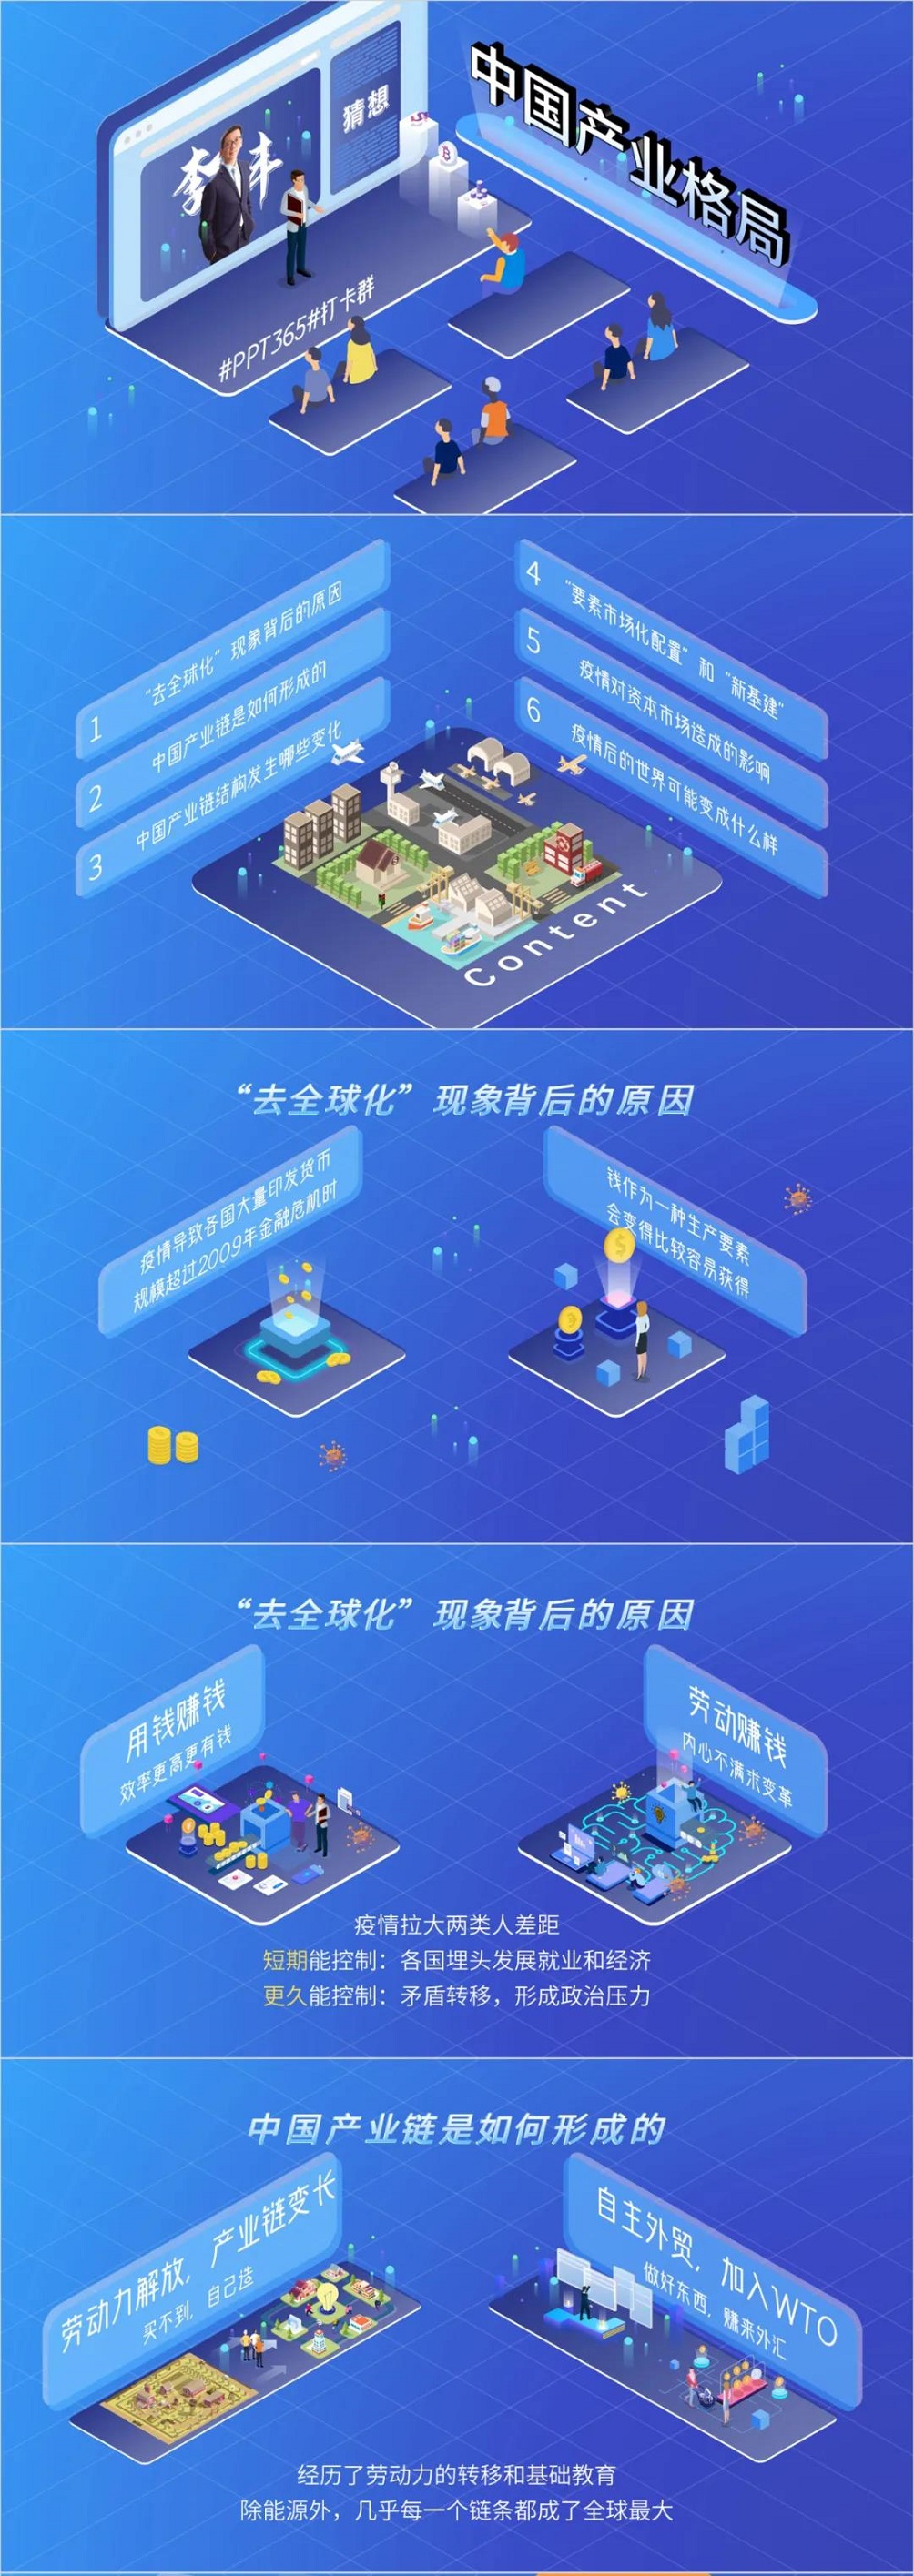 李丰
猜想
中国产业格局
#PPT365#打卡群
1 “去全球化”现象背后的原因
2 中国产业链是如何形成的
3 中国产业链结构发生哪些变化
4 “要素市场化配置”和“新基建”
5 疫情对资本市场造成的影响
6 疫情后的世界可能变成什么样
Content
“去全球化”现象背后的原因
疫情导致各国大量印发货币
规模超过2009年金融危机时
钱作为一种生产要素
会变得比较容易获得
“去全球化”现象背后的原因
用钱赚钱
效率更高更有钱
劳动赚钱
内心不满求变革
疫情拉大两类人差距
短期能控制：各国埋头发展就业和经济
更久能控制：矛盾转移，形成政治压力
中国产业链是如何形成的
劳动力解放，产业链变长
买不到，自己造
自主外贸，加入WTO
做好东西，赚来外汇
经历了劳动力的转移和基础教育
除能源外，几乎每一个链条都成了全球最大